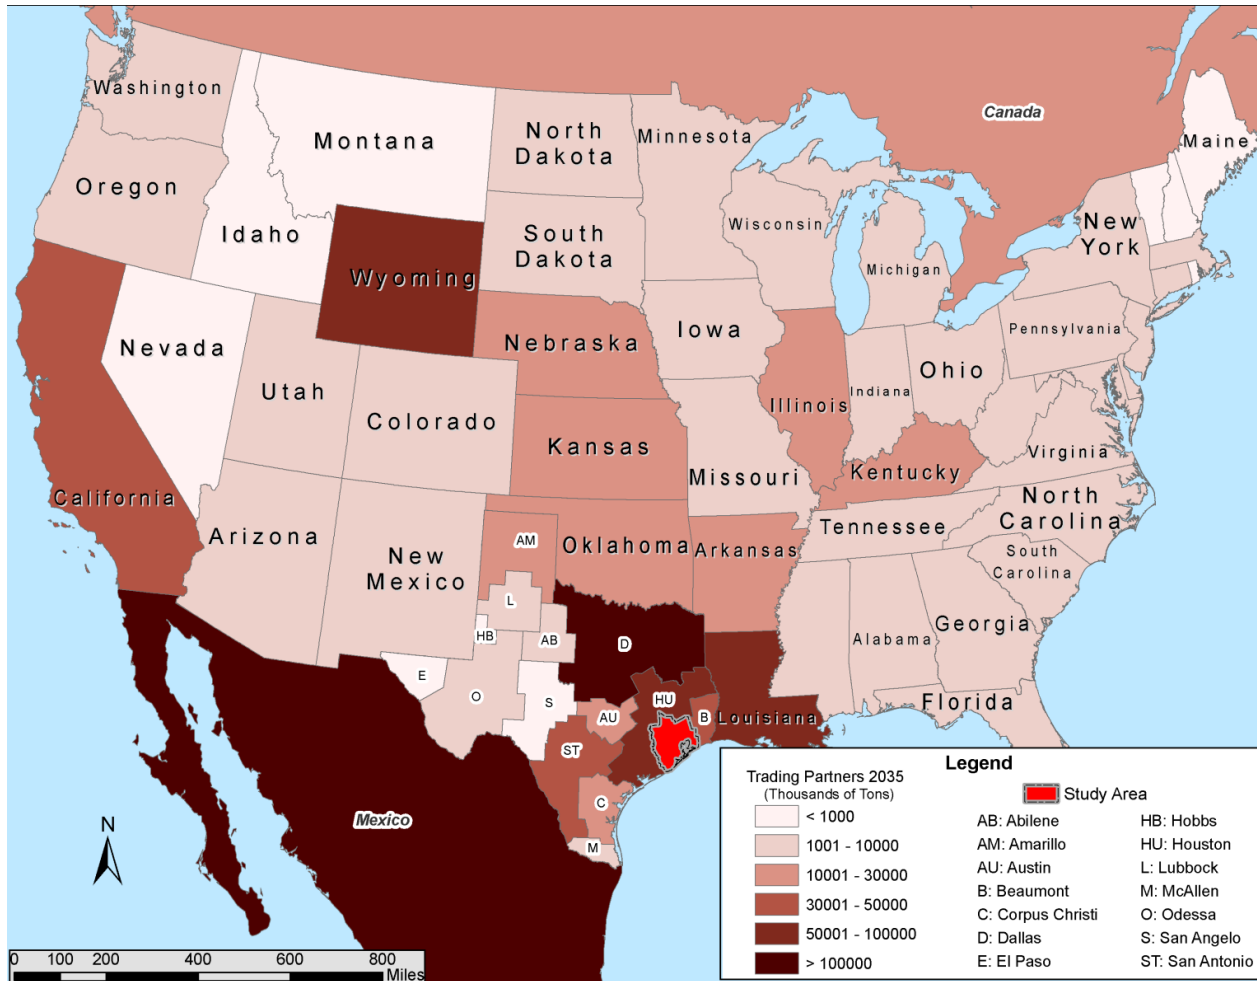 Canada
Washington
Montana
North
Dakota
Minnesota
Maine
Oregon
Idaho
Wyoming
South
Dakota
Wisconsin
Michigan
New
York
Nevada
Utah
Colorado
Nebraska
Iowa
Illinois
Indiana
Ohio
Pennsylvania
California
Arizona
New
Mexico
Kansas
Missouri
Kentucky
Virginia
Oklahoma
Arkansas
Tennessee
North
Carolina
South
Carolina
Alabama
Georgia
Florida
Louisiana
Mexico
AM
L
HB
AB
D
E
O
S
AU
HU
B
ST
C
M
N
0 100 200 400 600 800
Miles
Legend
Trading Partners 2035
(Thousands of Tons)
< 1000
1001 - 10000
10001 - 30000
30001 - 50000
50001 - 100000
> 100000
Study Area
AB: Abilene
AM: Amarillo
AU: Austin
B: Beaumont
C: Corpus Christi
D: Dallas
E: El Paso
HB: Hobbs
HU: Houston
L: Lubbock
M: McAllen
O: Odessa
S: San Angelo
ST: San Antonio